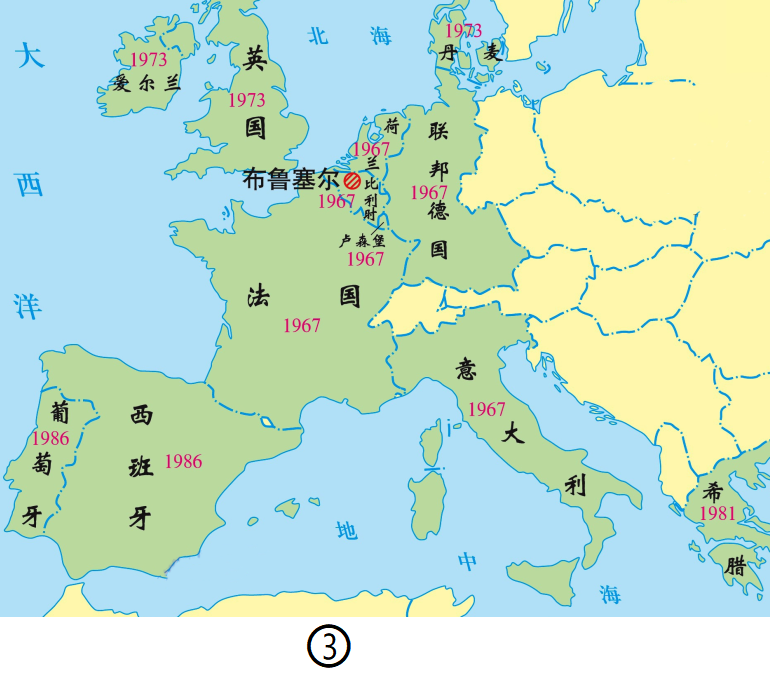 大西洋
北海
爱尔兰
1973
英国
1973
丹麦
1973
荷兰
1967
布鲁塞尔
比利时
1967
卢森堡
1967
联邦德国
1967
法国
1967
意大利
1967
葡萄牙
1986
西班牙
1986
希腊
1981
地中海
③